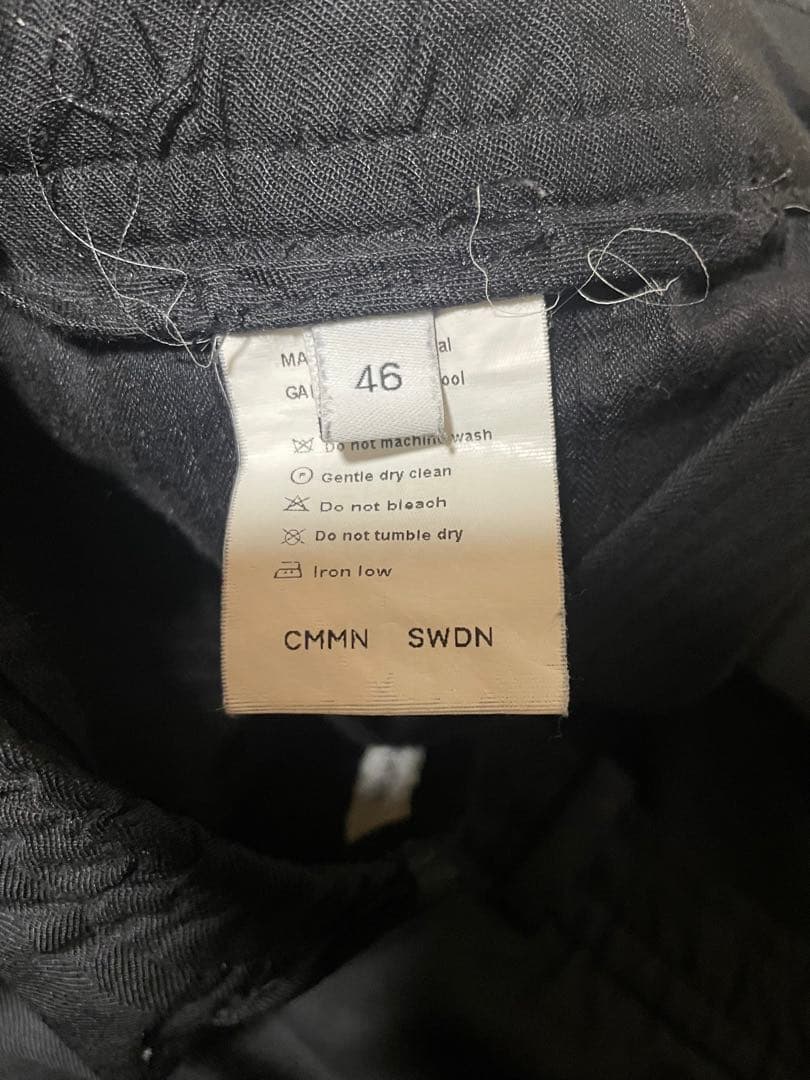 46
Do not machine wash
Gentle dry clean
Do not bleach
Do not tumble dry
Iron low
CMMN SWDN